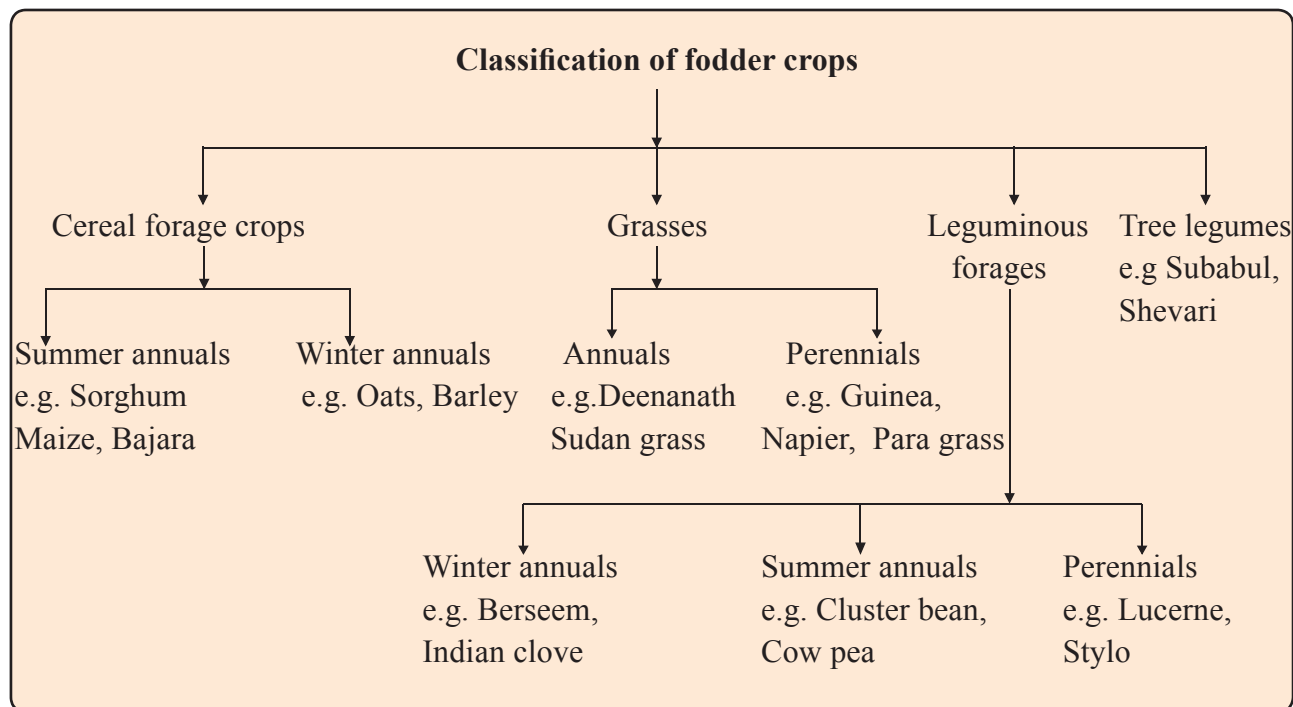 Classification of fodder crops
Cereal forage crops
Grasses
Leguminous
forages
Tree legumes
e.g Subabul,
Shevari
Summer annuals
e.g. Sorghum
Maize, Bajara
Winter annuals
e.g. Oats, Barley
Annuals
e.g.Deenanath
Sudan grass
Perennials
e.g. Guinea,
Napier, Para grass
Winter annuals
e.g. Berseem,
Indian clove
Summer annuals
e.g. Cluster bean,
Cow pea
Perennials
e.g. Lucerne,
Stylo